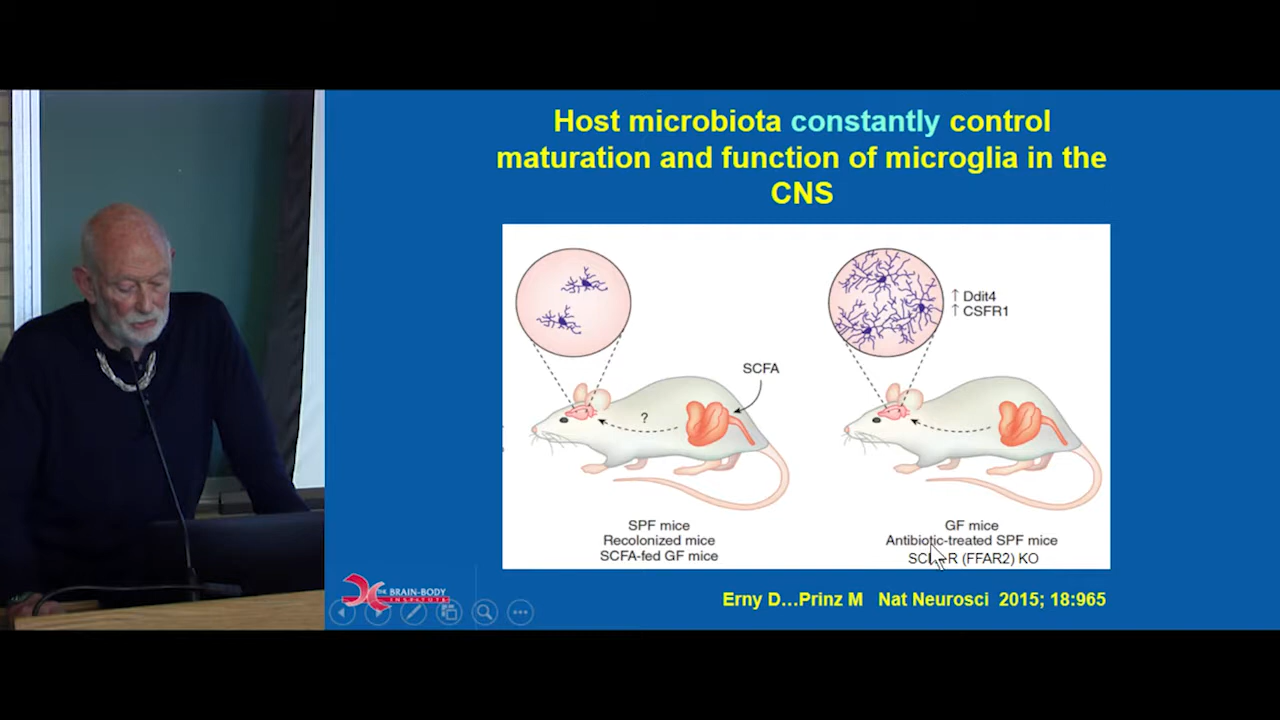 Host microbiota constantly control
maturation and function of microglia in the
CNS
↑ Ddit4
↑ CSFR1
SCFA
?
SPF mice
Recolonized mice
SCFA-fed GF mice
GF mice
Antibiotic-treated SPF mice
(FFAR2) KO
THE BRAIN-BODY
INSTITUTE
Erny D...Prinz M Nat Neurosci 2015; 18:965